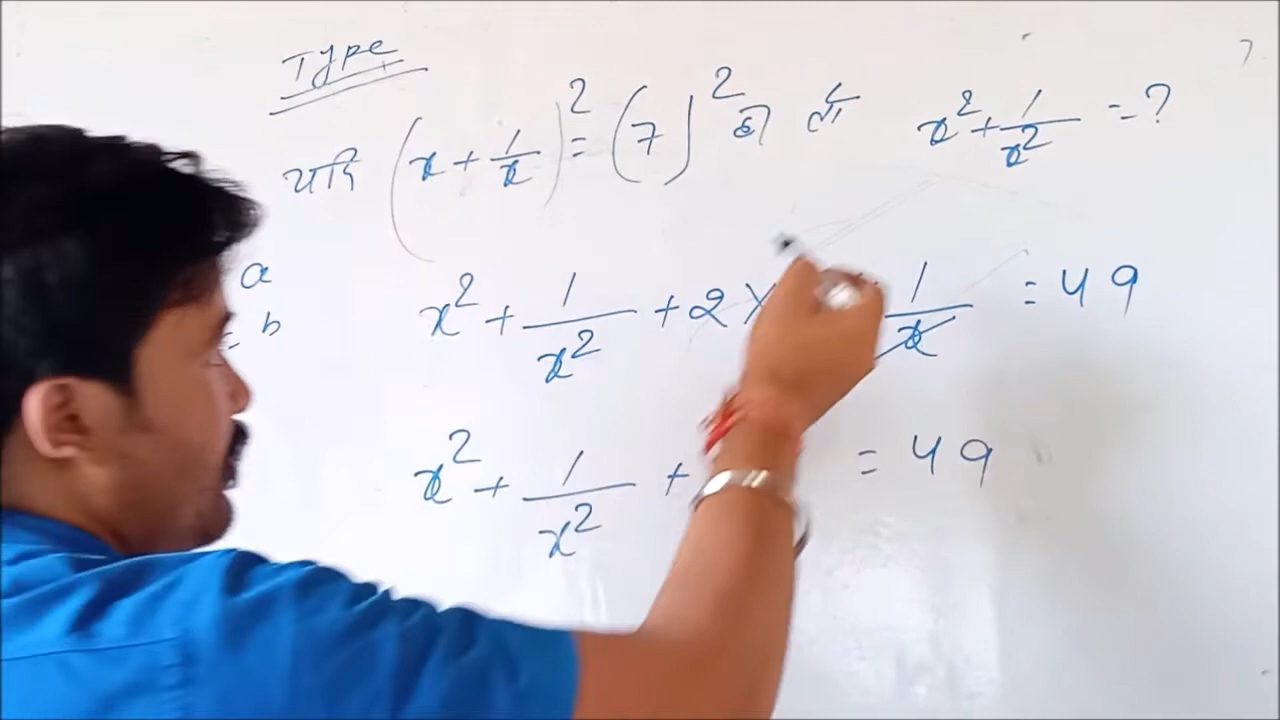 Type
यदि (x + 1/x)² = (7)² हो तो x² + 1/x² = ?
a
= b
x² + 1/x² + 2 × 1/x = 49
x² + 1/x² + = 49